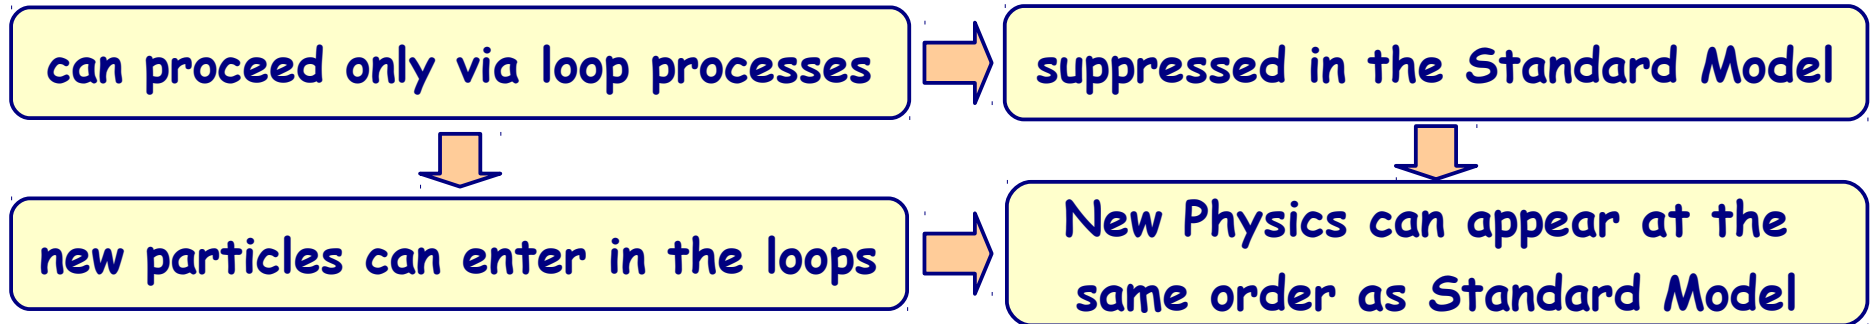 can proceed only via loop processes
suppressed in the Standard Model
new particles can enter in the loops
New Physics can appear at the
same order as Standard Model